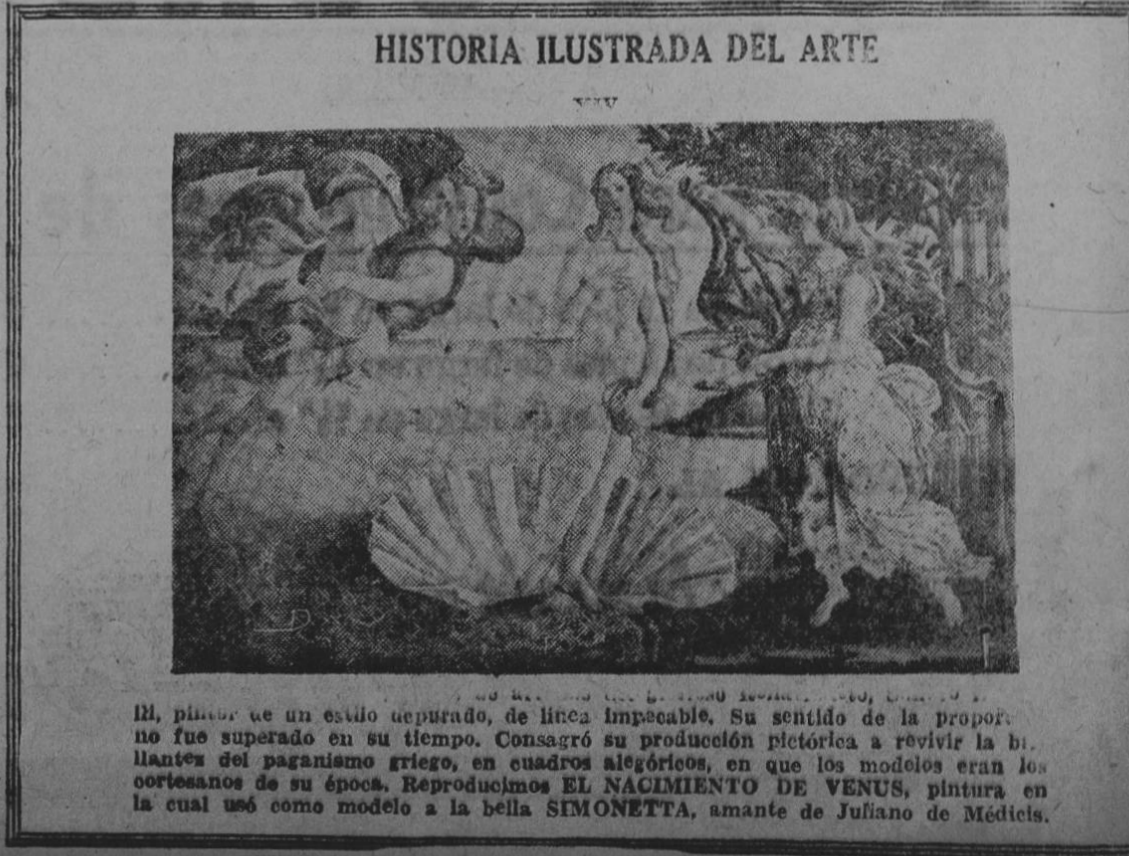 HISTORIA ILUSTRADA DEL ARTE
lli, pintor de un estilo depurado, de línea impecable. Su sentido de la propor
no fue superado en su tiempo. Consagró su producción pictórica a revivir la
llantes del paganismo griego, en cuadros alegóricos, en que los modelos eran los
cortesanos de su época. Reproducimos EL NACIMIENTO DE VENUS, pintura en
la cual usó como modelo a la bella SIMONETTA, amante de Juliano de Médicis.